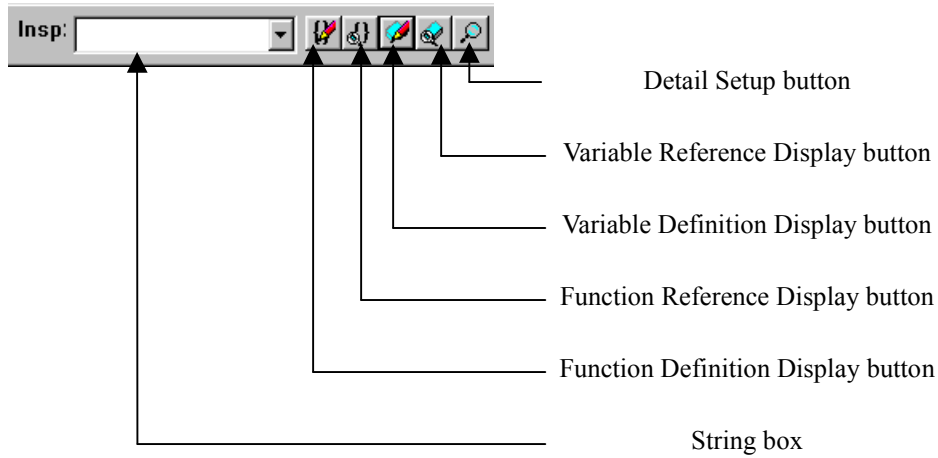 Insp:
Detail Setup button
Variable Reference Display button
Variable Definition Display button
Function Reference Display button
Function Definition Display button
String box